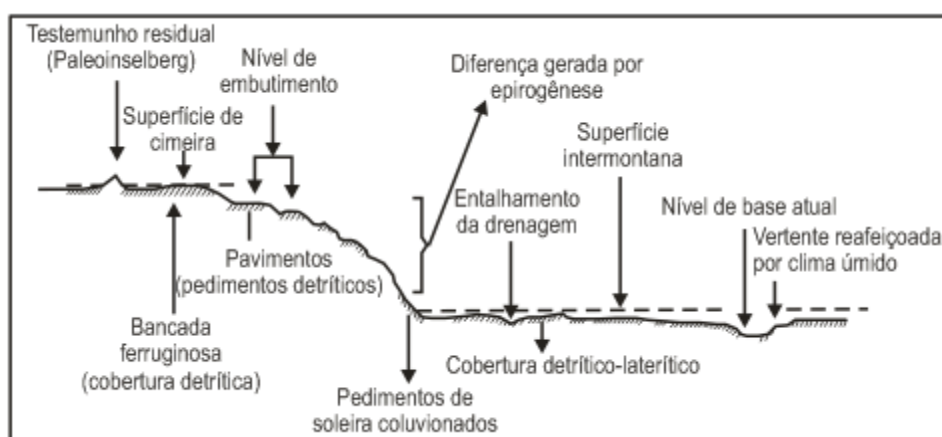 Testemunho residual
(Paleoinselberg)
Nível de
embutimento
Diferença gerada por
epirogênese
Superfície de
cimeira
Superfície
intermontana
Entalhamento
da drenagem
Nível de base atual
Vertente reafeiçoada
por clima úmido
Pavimentos
(pedimentos detríticos)
Bancada
ferruginosa
(cobertura detrítica)
Cobertura detrítico-laterítico
Pedimentos de
soleira coluvionados